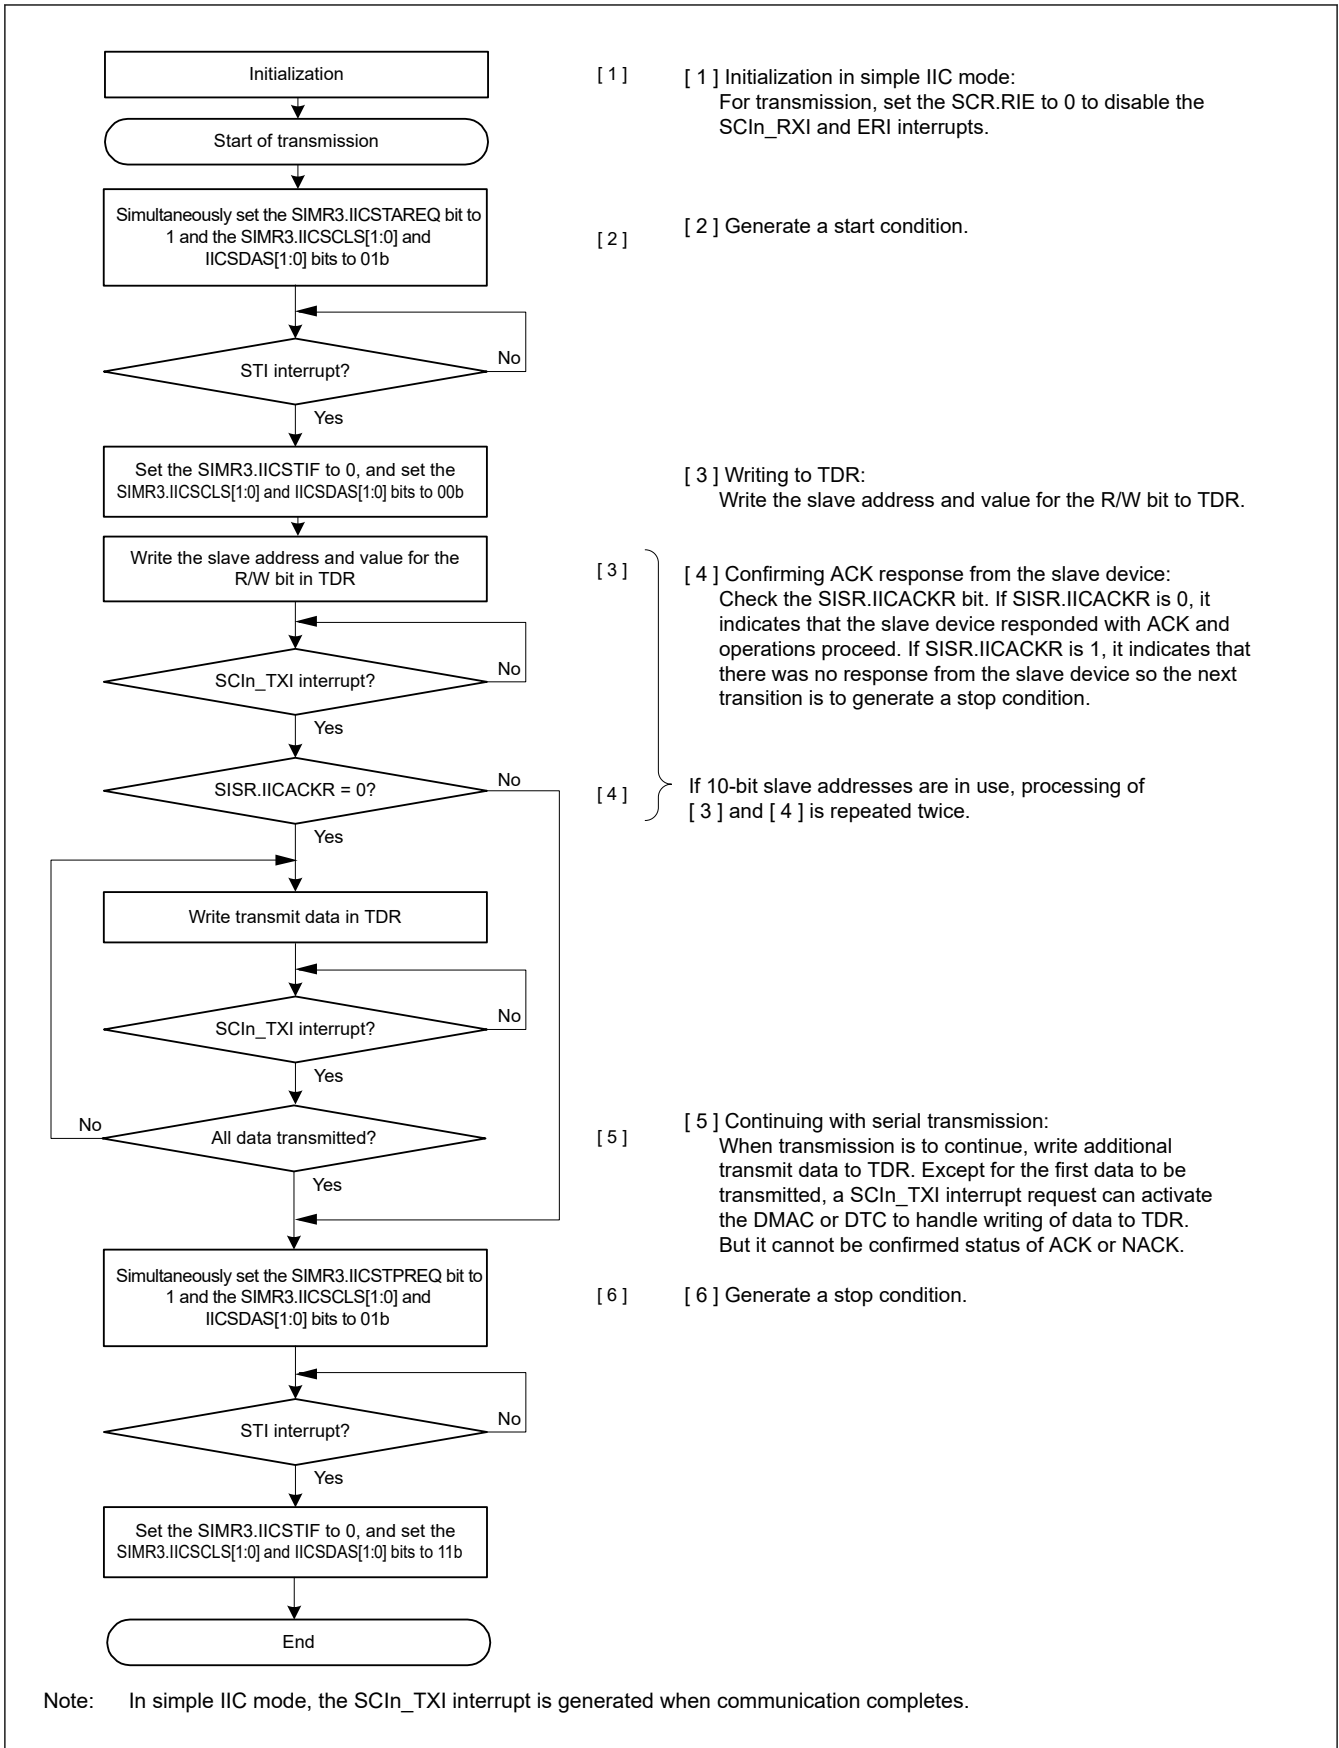 Initialization
[ 1 ]
[ 1 ] Initialization in simple IIC mode:
For transmission, set the SCR.RIE to 0 to disable the
SCIn_RXI and ERI interrupts.
Start of transmission
Simultaneously set the SIMR3.IICSTAREQ bit to
1 and the SIMR3.IICSCLS[1:0] and
IICSDAS[1:0] bits to 01b
[ 2 ]
[ 2 ] Generate a start condition.
STI interrupt?
No
Yes
Set the SIMR3.IICSTIF to 0, and set the
SIMR3.IICSCLS[1:0] and IICSDAS[1:0] bits to 00b
[ 3 ] Writing to TDR:
Write the slave address and value for the R/W bit to TDR.
Write the slave address and value for the
R/W bit in TDR
[ 3 ]
[ 4 ] Confirming ACK response from the slave device:
Check the SISR.IICACKR bit. If SISR.IICACKR is 0, it
indicates that the slave device responded with ACK and
operations proceed. If SISR.IICACKR is 1, it indicates that
there was no response from the slave device so the next
transition is to generate a stop condition.
SCIn_TXI interrupt?
No
Yes
SISR.IICACKR = 0?
No
[ 4 ]
If 10-bit slave addresses are in use, processing of
[ 3 ] and [ 4 ] is repeated twice.
Yes
Write transmit data in TDR
SCIn_TXI interrupt?
No
Yes
No
All data transmitted?
[ 5 ]
[ 5 ] Continuing with serial transmission:
When transmission is to continue, write additional
transmit data to TDR. Except for the first data to be
transmitted, a SCIn_TXI interrupt request can activate
the DMAC or DTC to handle writing of data to TDR.
But it cannot be confirmed status of ACK or NACK.
Yes
Simultaneously set the SIMR3.IICSTPREQ bit to
1 and the SIMR3.IICSCLS[1:0] and
IICSDAS[1:0] bits to 01b
[ 6 ]
[ 6 ] Generate a stop condition.
STI interrupt?
No
Yes
Set the SIMR3.IICSTIF to 0, and set the
SIMR3.IICSCLS[1:0] and IICSDAS[1:0] bits to 11b
End
Note: In simple IIC mode, the SCIn_TXI interrupt is generated when communication completes.